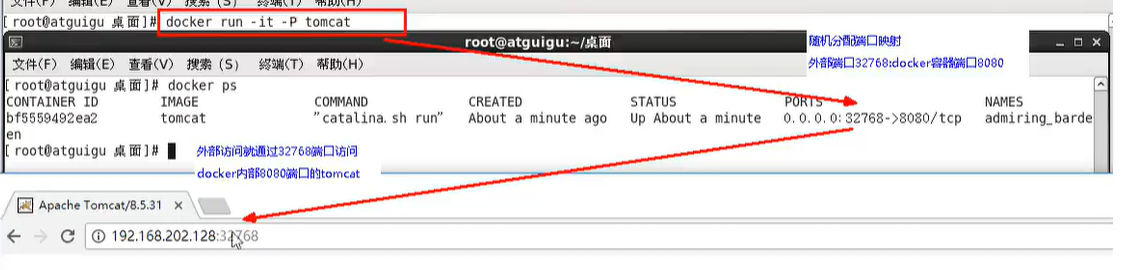 文件(F) 编辑(E) 查看(V) 搜索 (S) 终端(T) 帮助(H)
[root@atguigu 桌面]# docker run -it -P tomcat
root@atguigu:~/桌面
随机分配端口映射
外部端口32768:docker容器端口8080
文件(F) 编辑(E) 查看(V) 搜索 (S) 终端(T) 帮助(H)
[root@atguigu 桌面]# docker ps
CONTAINER ID IMAGE COMMAND CREATED STATUS PORTS NAMES
bf5559492ea2 tomcat "catalina.sh run" About a minute ago Up About a minute 0.0.0.0:32768->8080/tcp admiring_barde
en
[root@atguigu 桌面]#
外部访问就通过32768端口访问
docker内部8080端口的tomcat
Apache Tomcat/8.5.31
192.168.202.128:32768